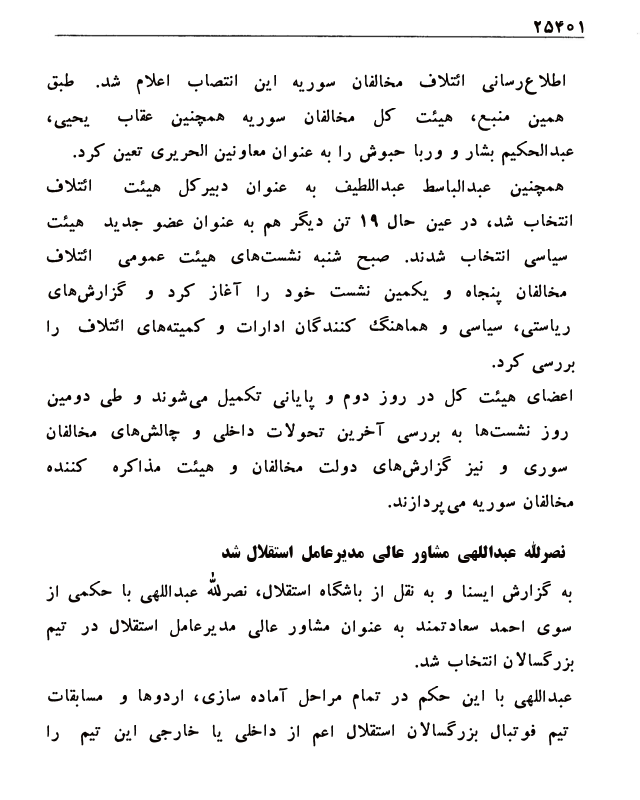 ۲۵۴۰۱
اطلاع‌رسانی ائتلاف مخالفان سوریه این انتصاب اعلام شد. طبق
همین منبع، هیئت کل مخالفان سوریه همچنین عقاب یحیی،
عبدالحکیم بشار و وربا حبوش را به عنوان معاونین الحریری تعین کرد.
همچنین عبدالباسط عبداللطیف به عنوان دبیرکل هیئت ائتلاف
انتخاب شد، در عین حال ۱۹ تن دیگر هم به عنوان عضو جدید هیئت
سیاسی انتخاب شدند. صبح شنبه نشست‌های هیئت عمومی ائتلاف
مخالفان پنجاه و یکمین نشست خود را آغاز کرد و گزارش‌های
ریاستی، سیاسی و هماهنگ کنندگان ادارات و کمیته‌های ائتلاف را
بررسی کرد.
اعضای هیئت کل در روز دوم و پایانی تکمیل می‌شوند و طی دومین
روز نشست‌ها به بررسی آخرین تحولات داخلی و چالش‌های مخالفان
سوری و نیز گزارش‌های دولت مخالفان و هیئت مذاکره کننده
مخالفان سوریه می‌پردازند.
نصرلله عبداللهی مشاور عالی مدیرعامل استقلال شد
به گزارش ایسنا و به نقل از باشگاه استقلال، نصرلله عبداللهی با حکمی از
سوی احمد سعادتمند به عنوان مشاور عالی مدیرعامل استقلال در تیم
بزرگسالان انتخاب شد.
عبداللهی با این حکم در تمام مراحل آماده سازی، اردوها و مسابقات
تیم فوتبال بزرگسالان استقلال اعم از داخلی یا خارجی این تیم را